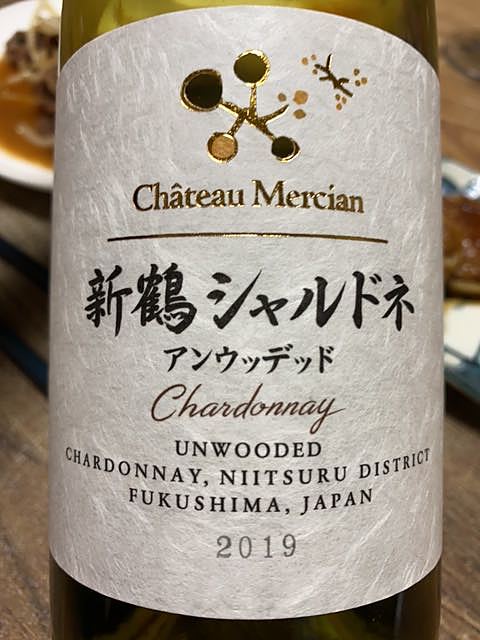 Château Mercian
新鶴シャルドネ
アンウッデッド
Chardonnay
UNWOODED
CHARDONNAY, NIITSURU DISTRICT
FUKUSHIMA, JAPAN
2019